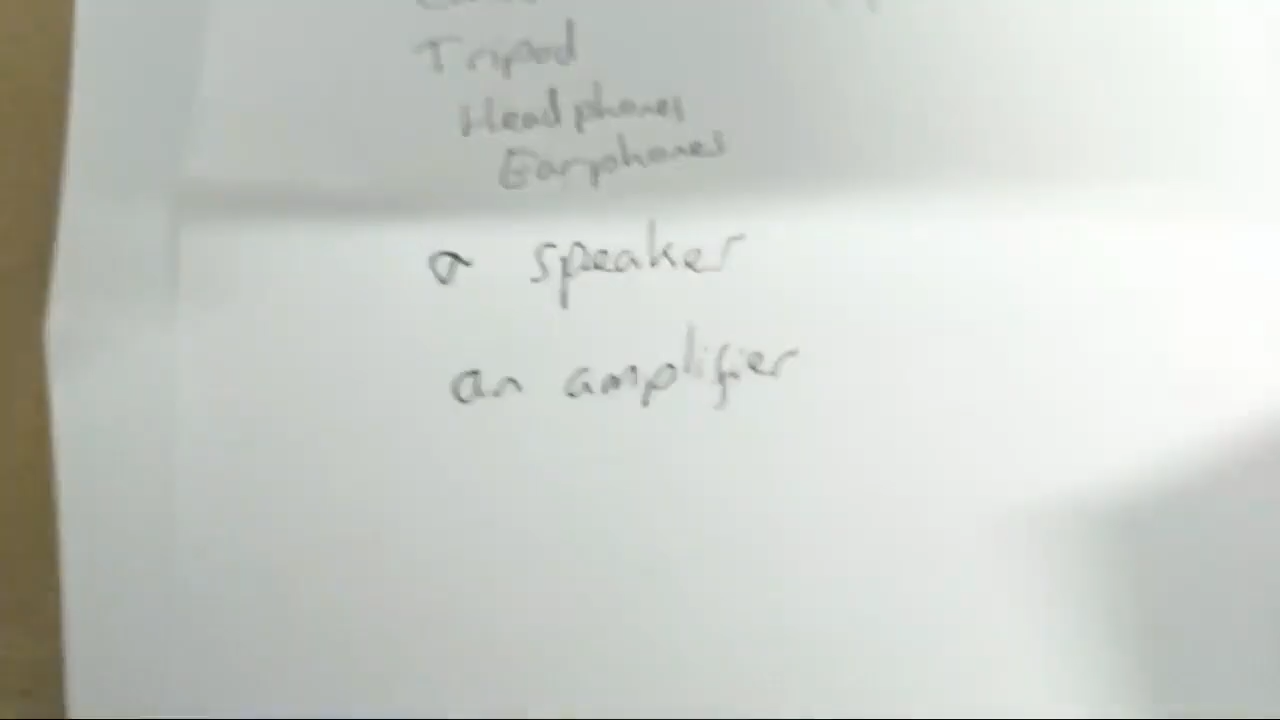 Tripod
Headphones
Earphones
a speaker
an amplifier